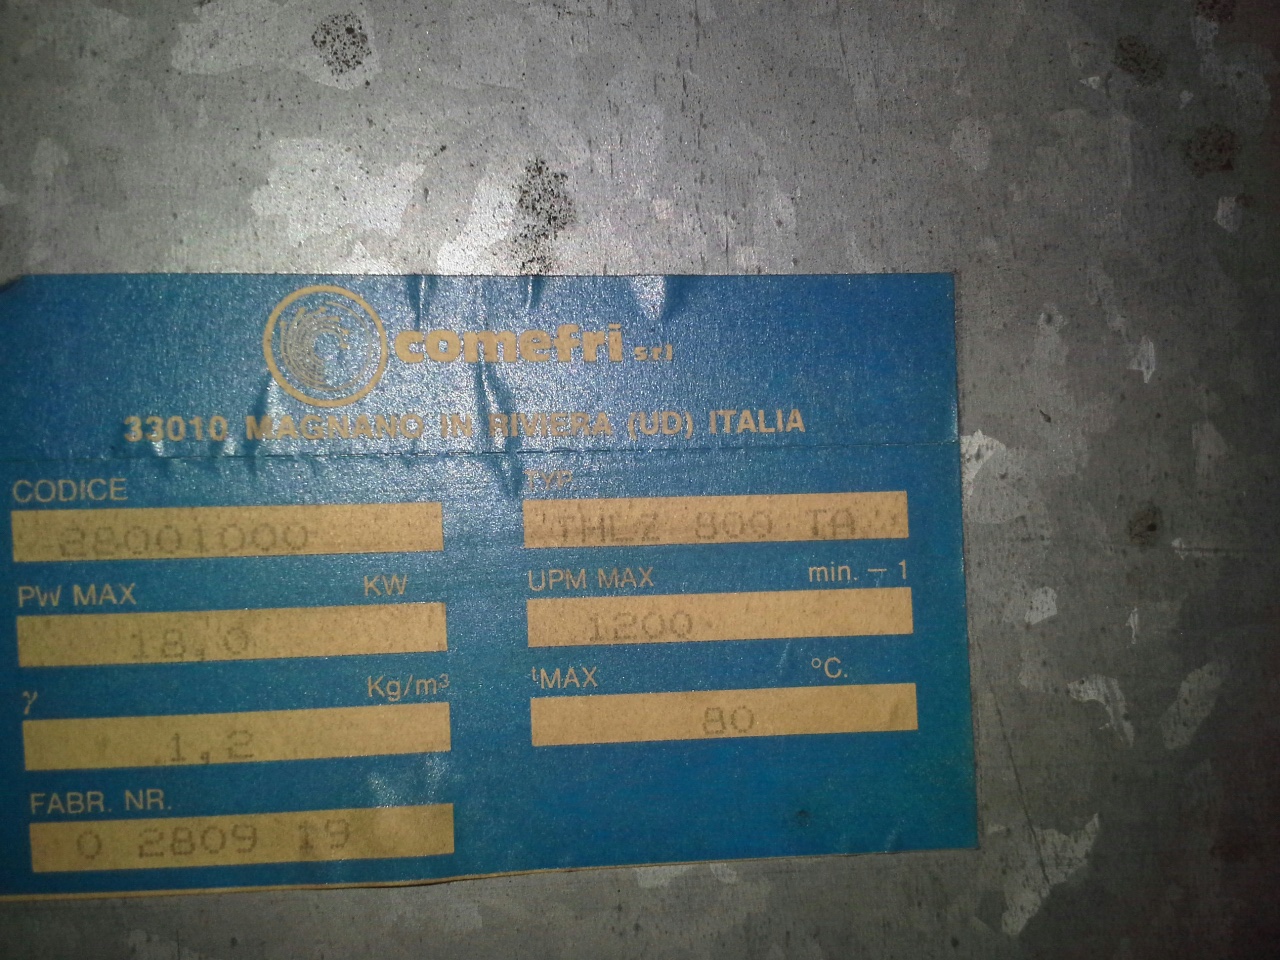 comefri srl
33010 MAGNANO IN RIVIERA (UD) ITALIA
CODICE TYP
28001000 THLZ 800 TA
PW MAX KW UPM MAX min. — 1
18,0 1200
γ Kg/m³ tMAX °C.
1,2 80
FABR. NR.
0 2809 19